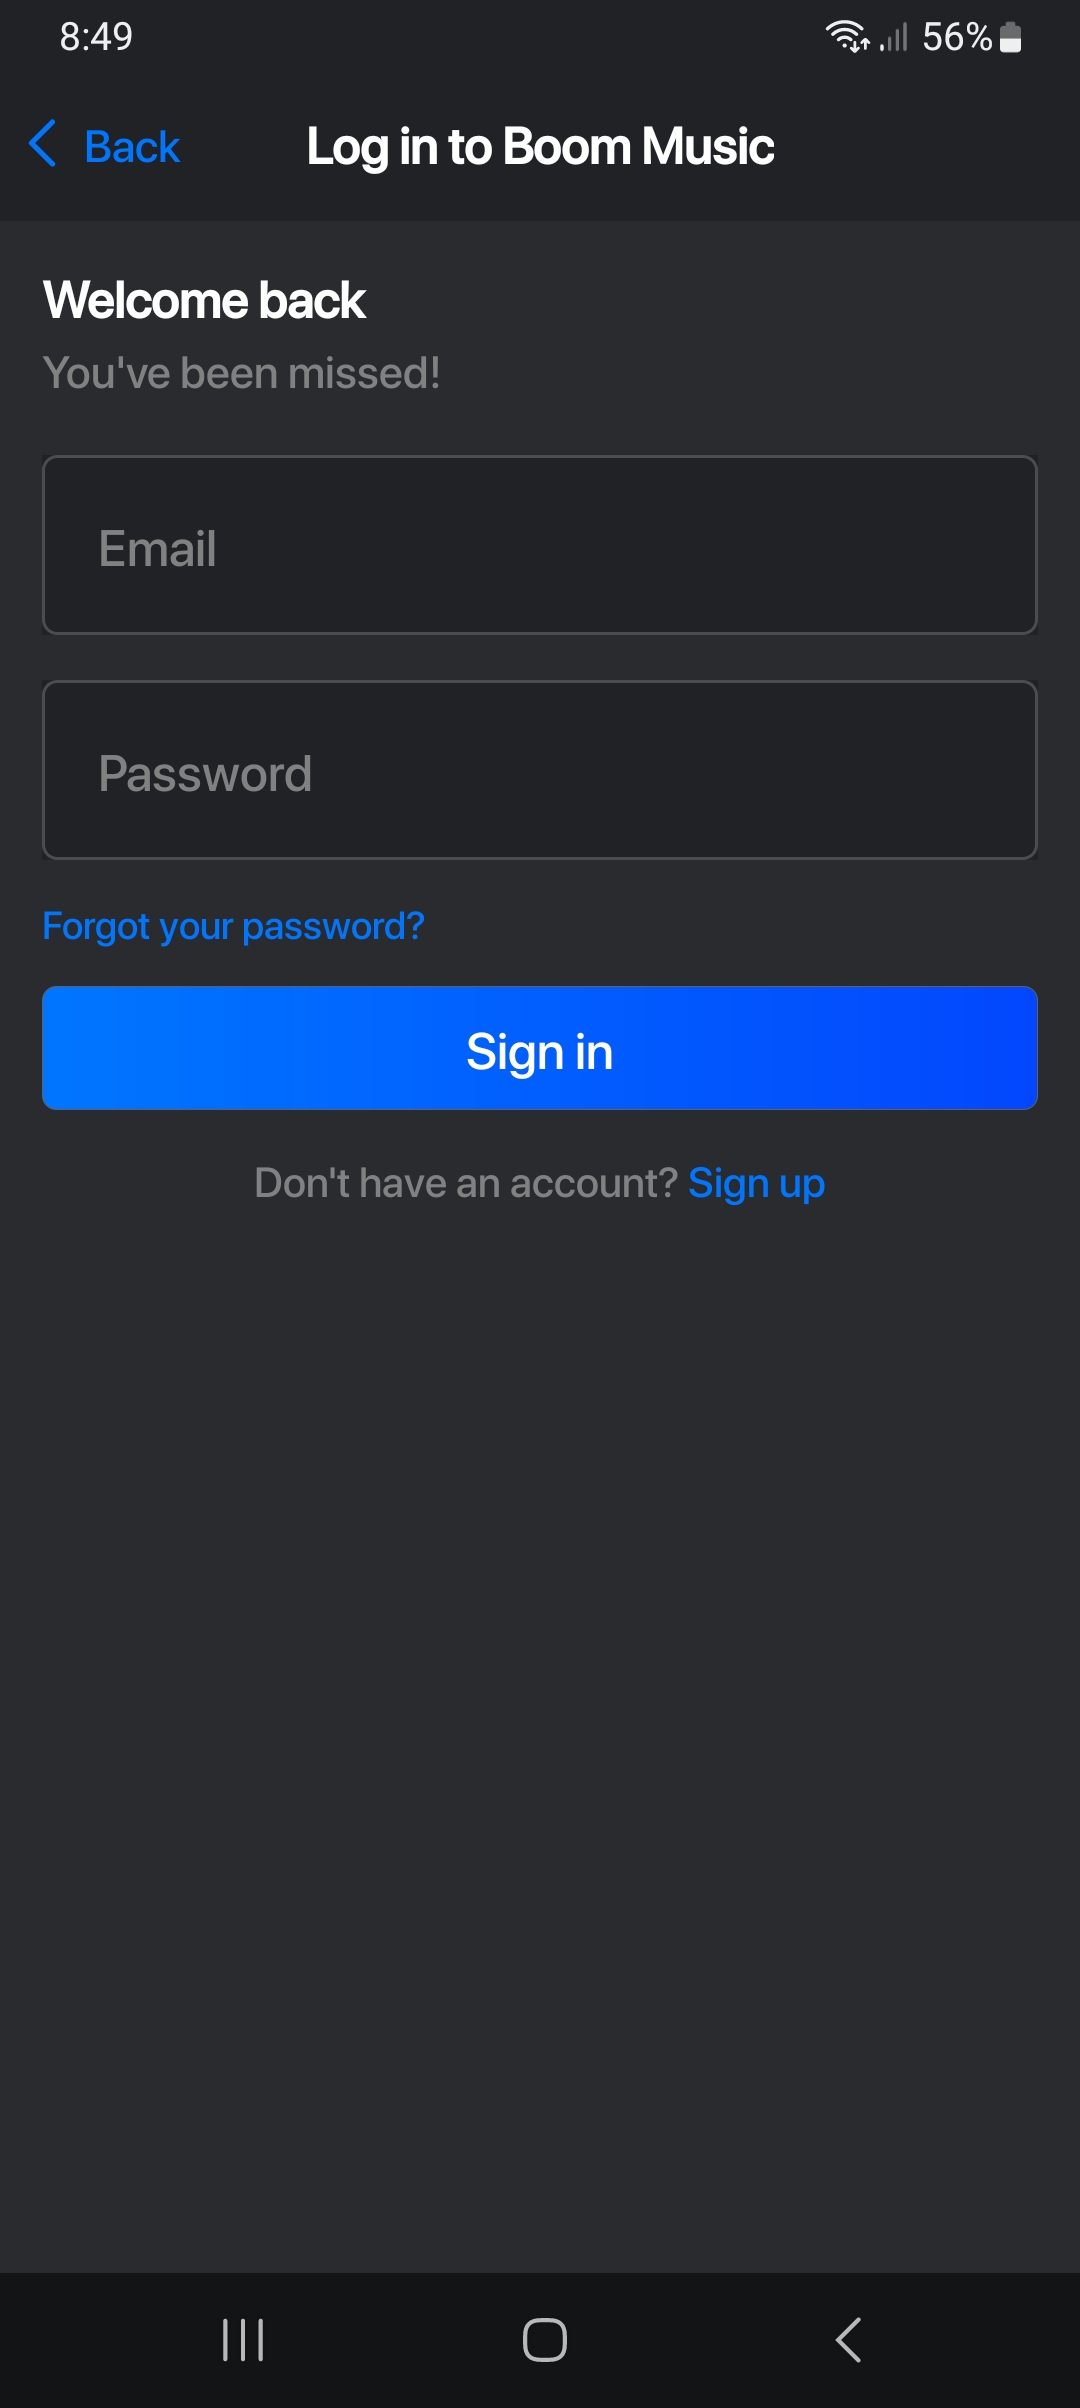 8:49
56%
Back
Log in to Boom Music
Welcome back
You've been missed!
Email
Password
Forgot your password?
Sign in
Don't have an account? Sign up